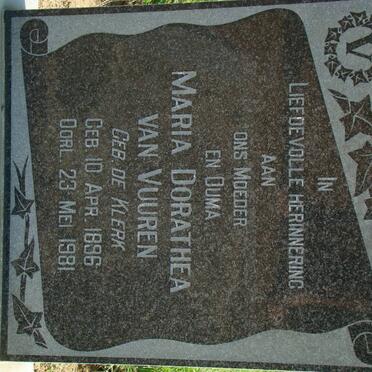 IN
LIEFDEVOLLE HERINNERING
AAN
ONS MOEDER
EN OUMA
MARIA DORATHEA
VAN VUUREN
GEB DE KLERK
GEB 10 APR 1896
OORL. 23 MEI 1981